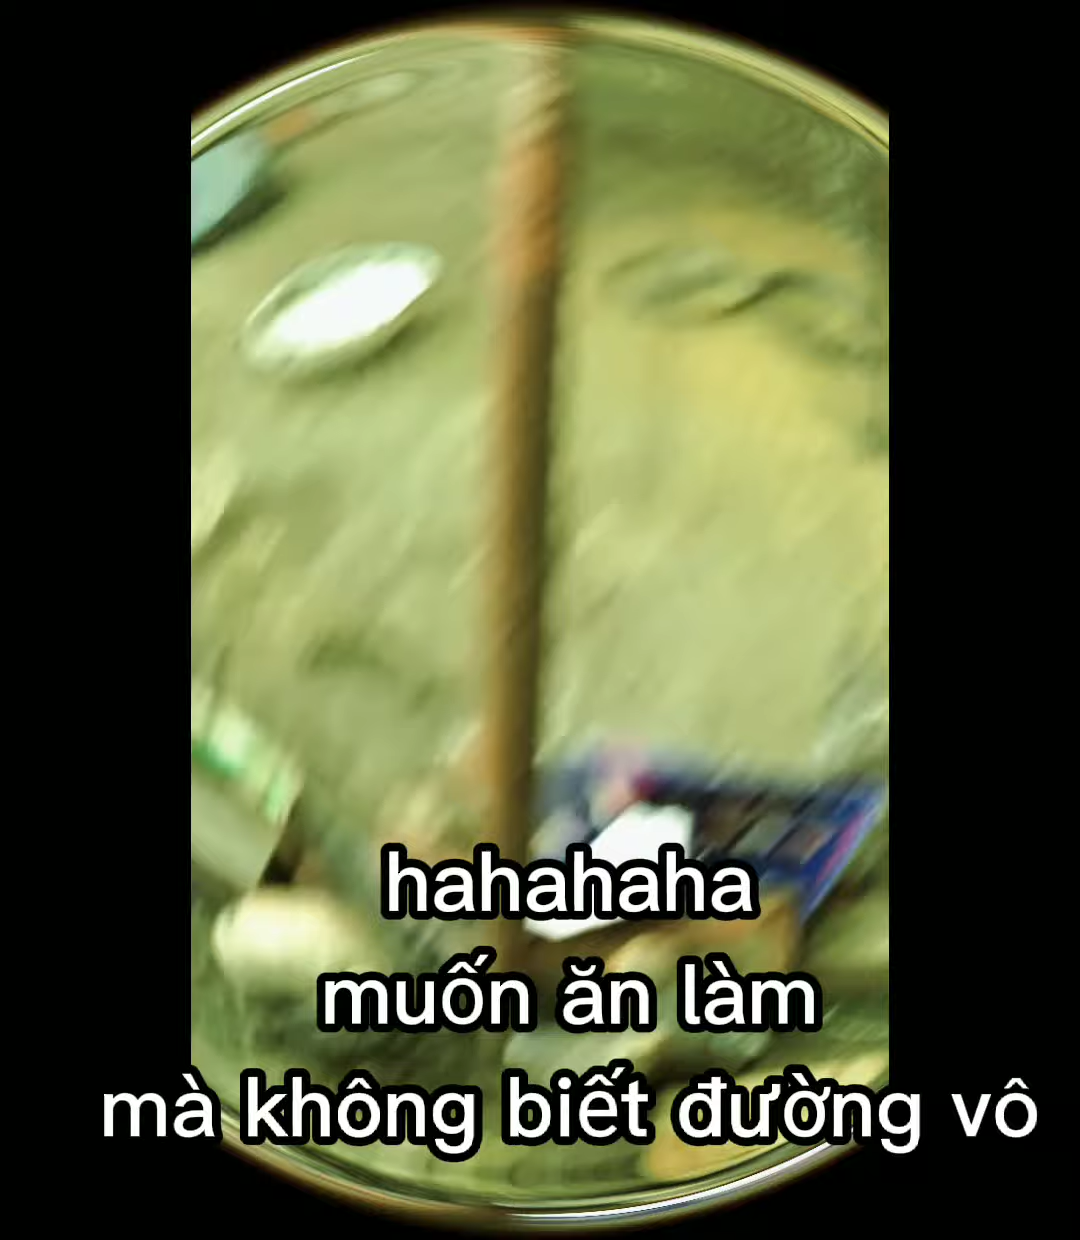 hahahaha
muốn ăn làm
mà không biết đường vô